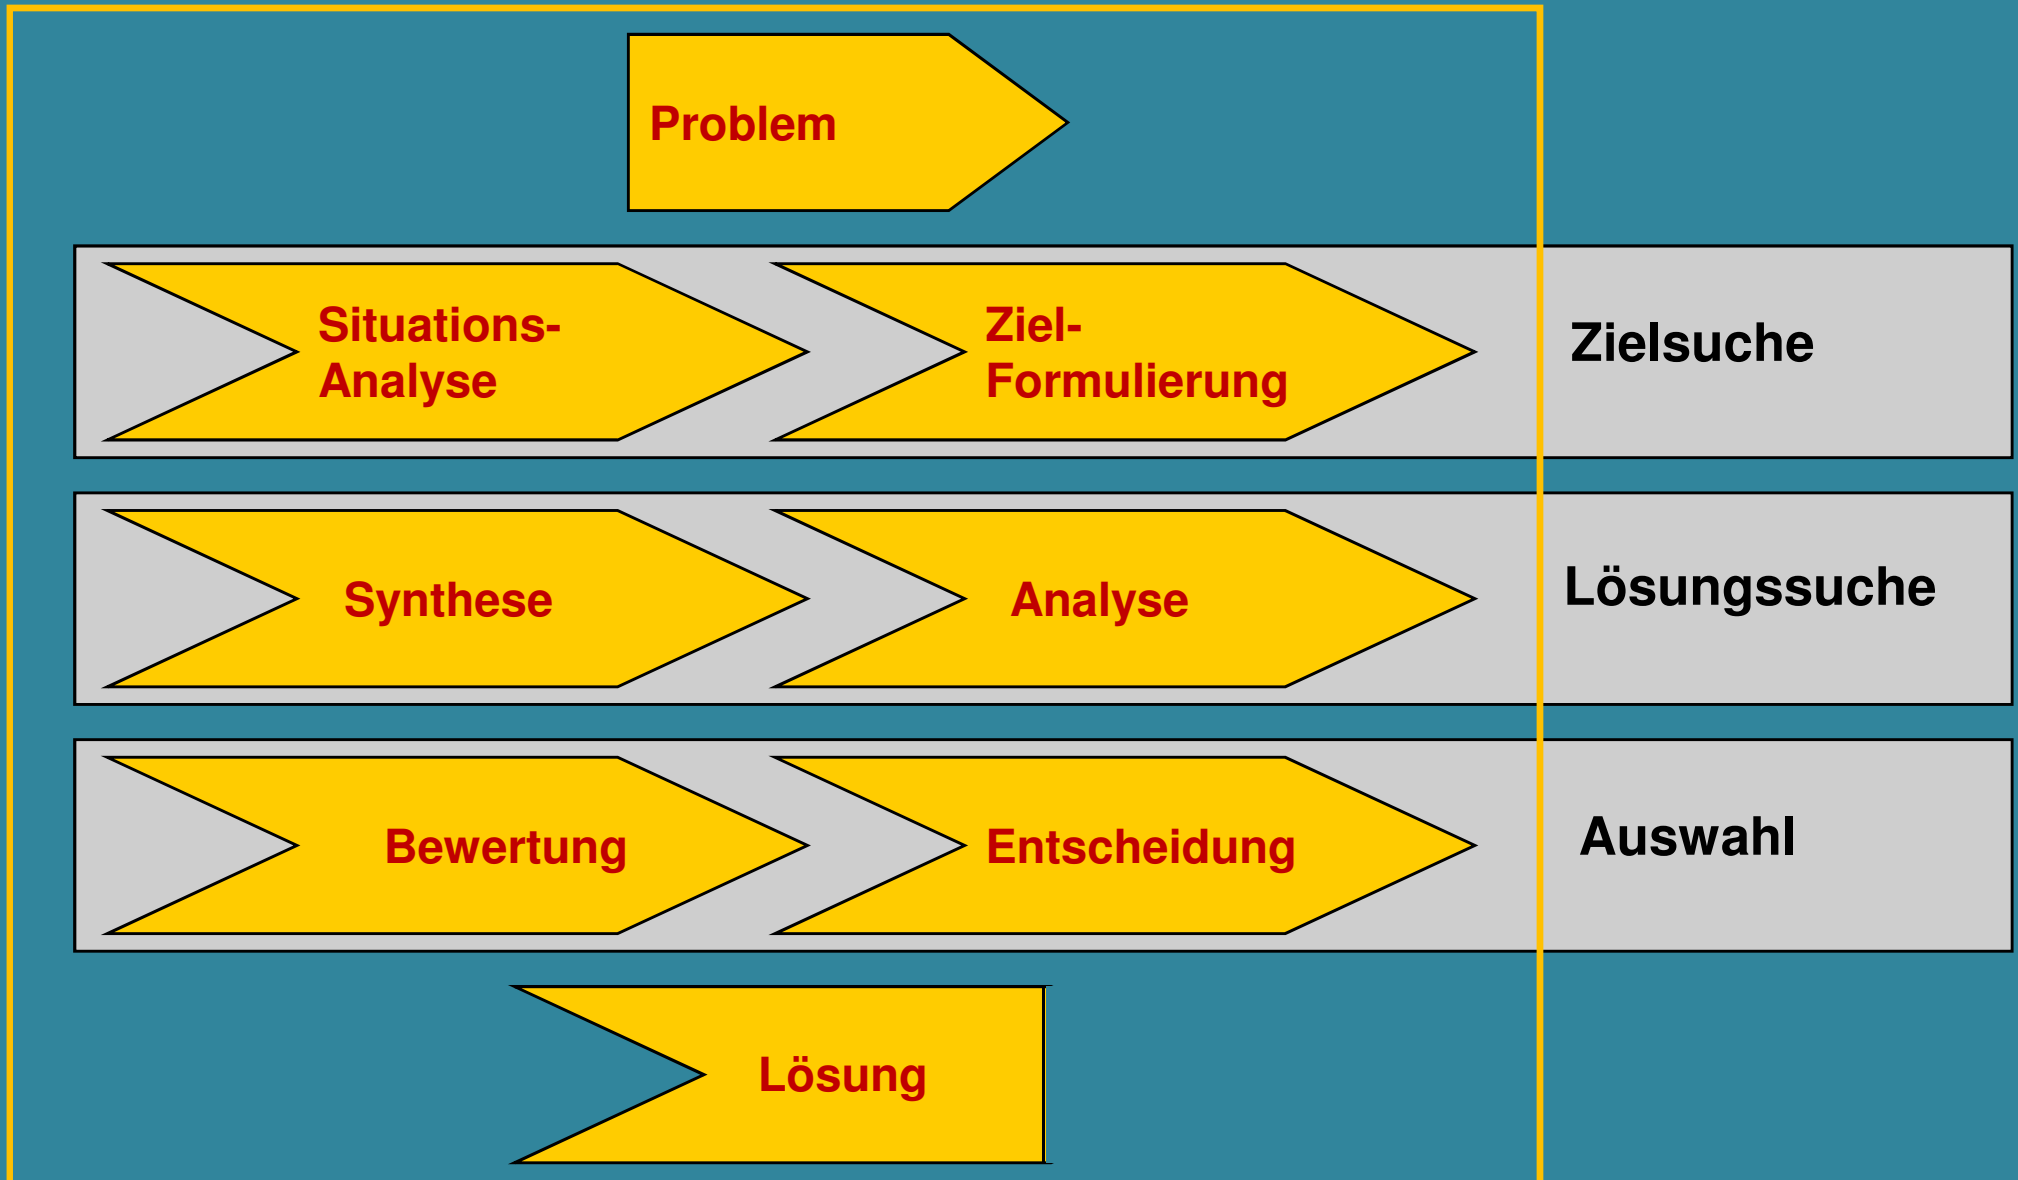 Problem
Situations-
Analyse
Ziel-
Formulierung
Zielsuche
Synthese
Analyse
Lösungssuche
Bewertung
Entscheidung
Auswahl
Lösung